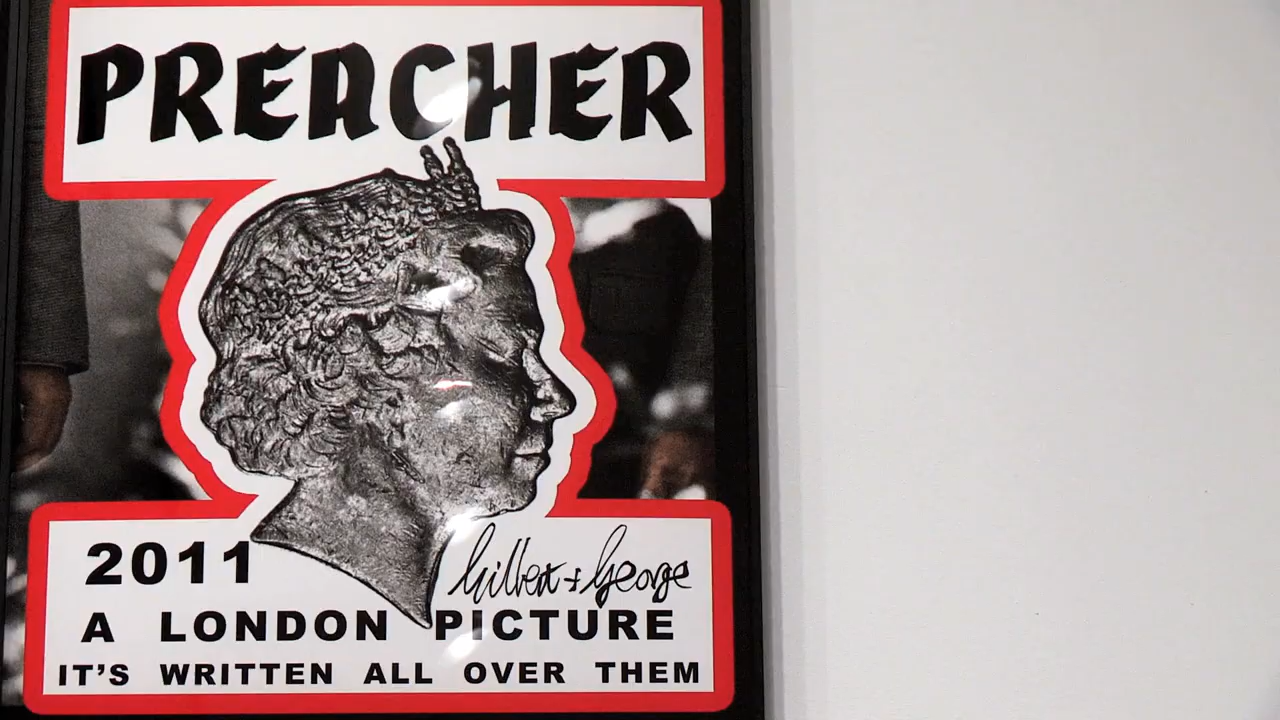 PREACHER
2011 Gilbert + George
A LONDON PICTURE
IT'S WRITTEN ALL OVER THEM